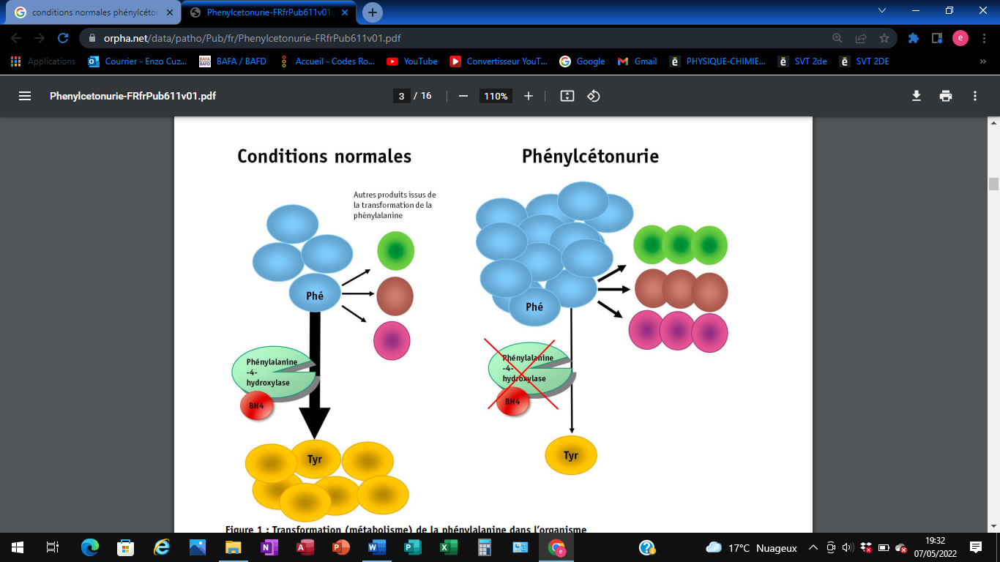 conditions normales phénylcéton
Phenylcetonurie-FRfrPub611v01.p
orpha.net/data/patho/Pub/fr/Phenylcetonurie-FRfrPub611v01.pdf
e
Applications
Courrier - Enzo Cuz...
BAFA BAFD
BAFA / BAFD
Accueil - Codes Ro...
YouTube
Convertisseur YouT...
Google
Gmail
PHYSIQUE-CHIMIE...
SVT 2de
SVT 2DE
»
Phenylcetonurie-FRfrPub611v01.pdf
3 / 16
110%
Conditions normales
Autres produits issus de
la transformation de la
phénylalanine
Phé
Phénylalanine
-4-
hydroxylase
BH4
Tyr
Phénylcétonurie
Phé
Phénylalanine
-4-
hydroxylase
BH4
Tyr
Figure 1 : Transformation (métabolisme) de la phénylalanine dans l'organisme
17°C Nuageux
19:32
07/05/2022